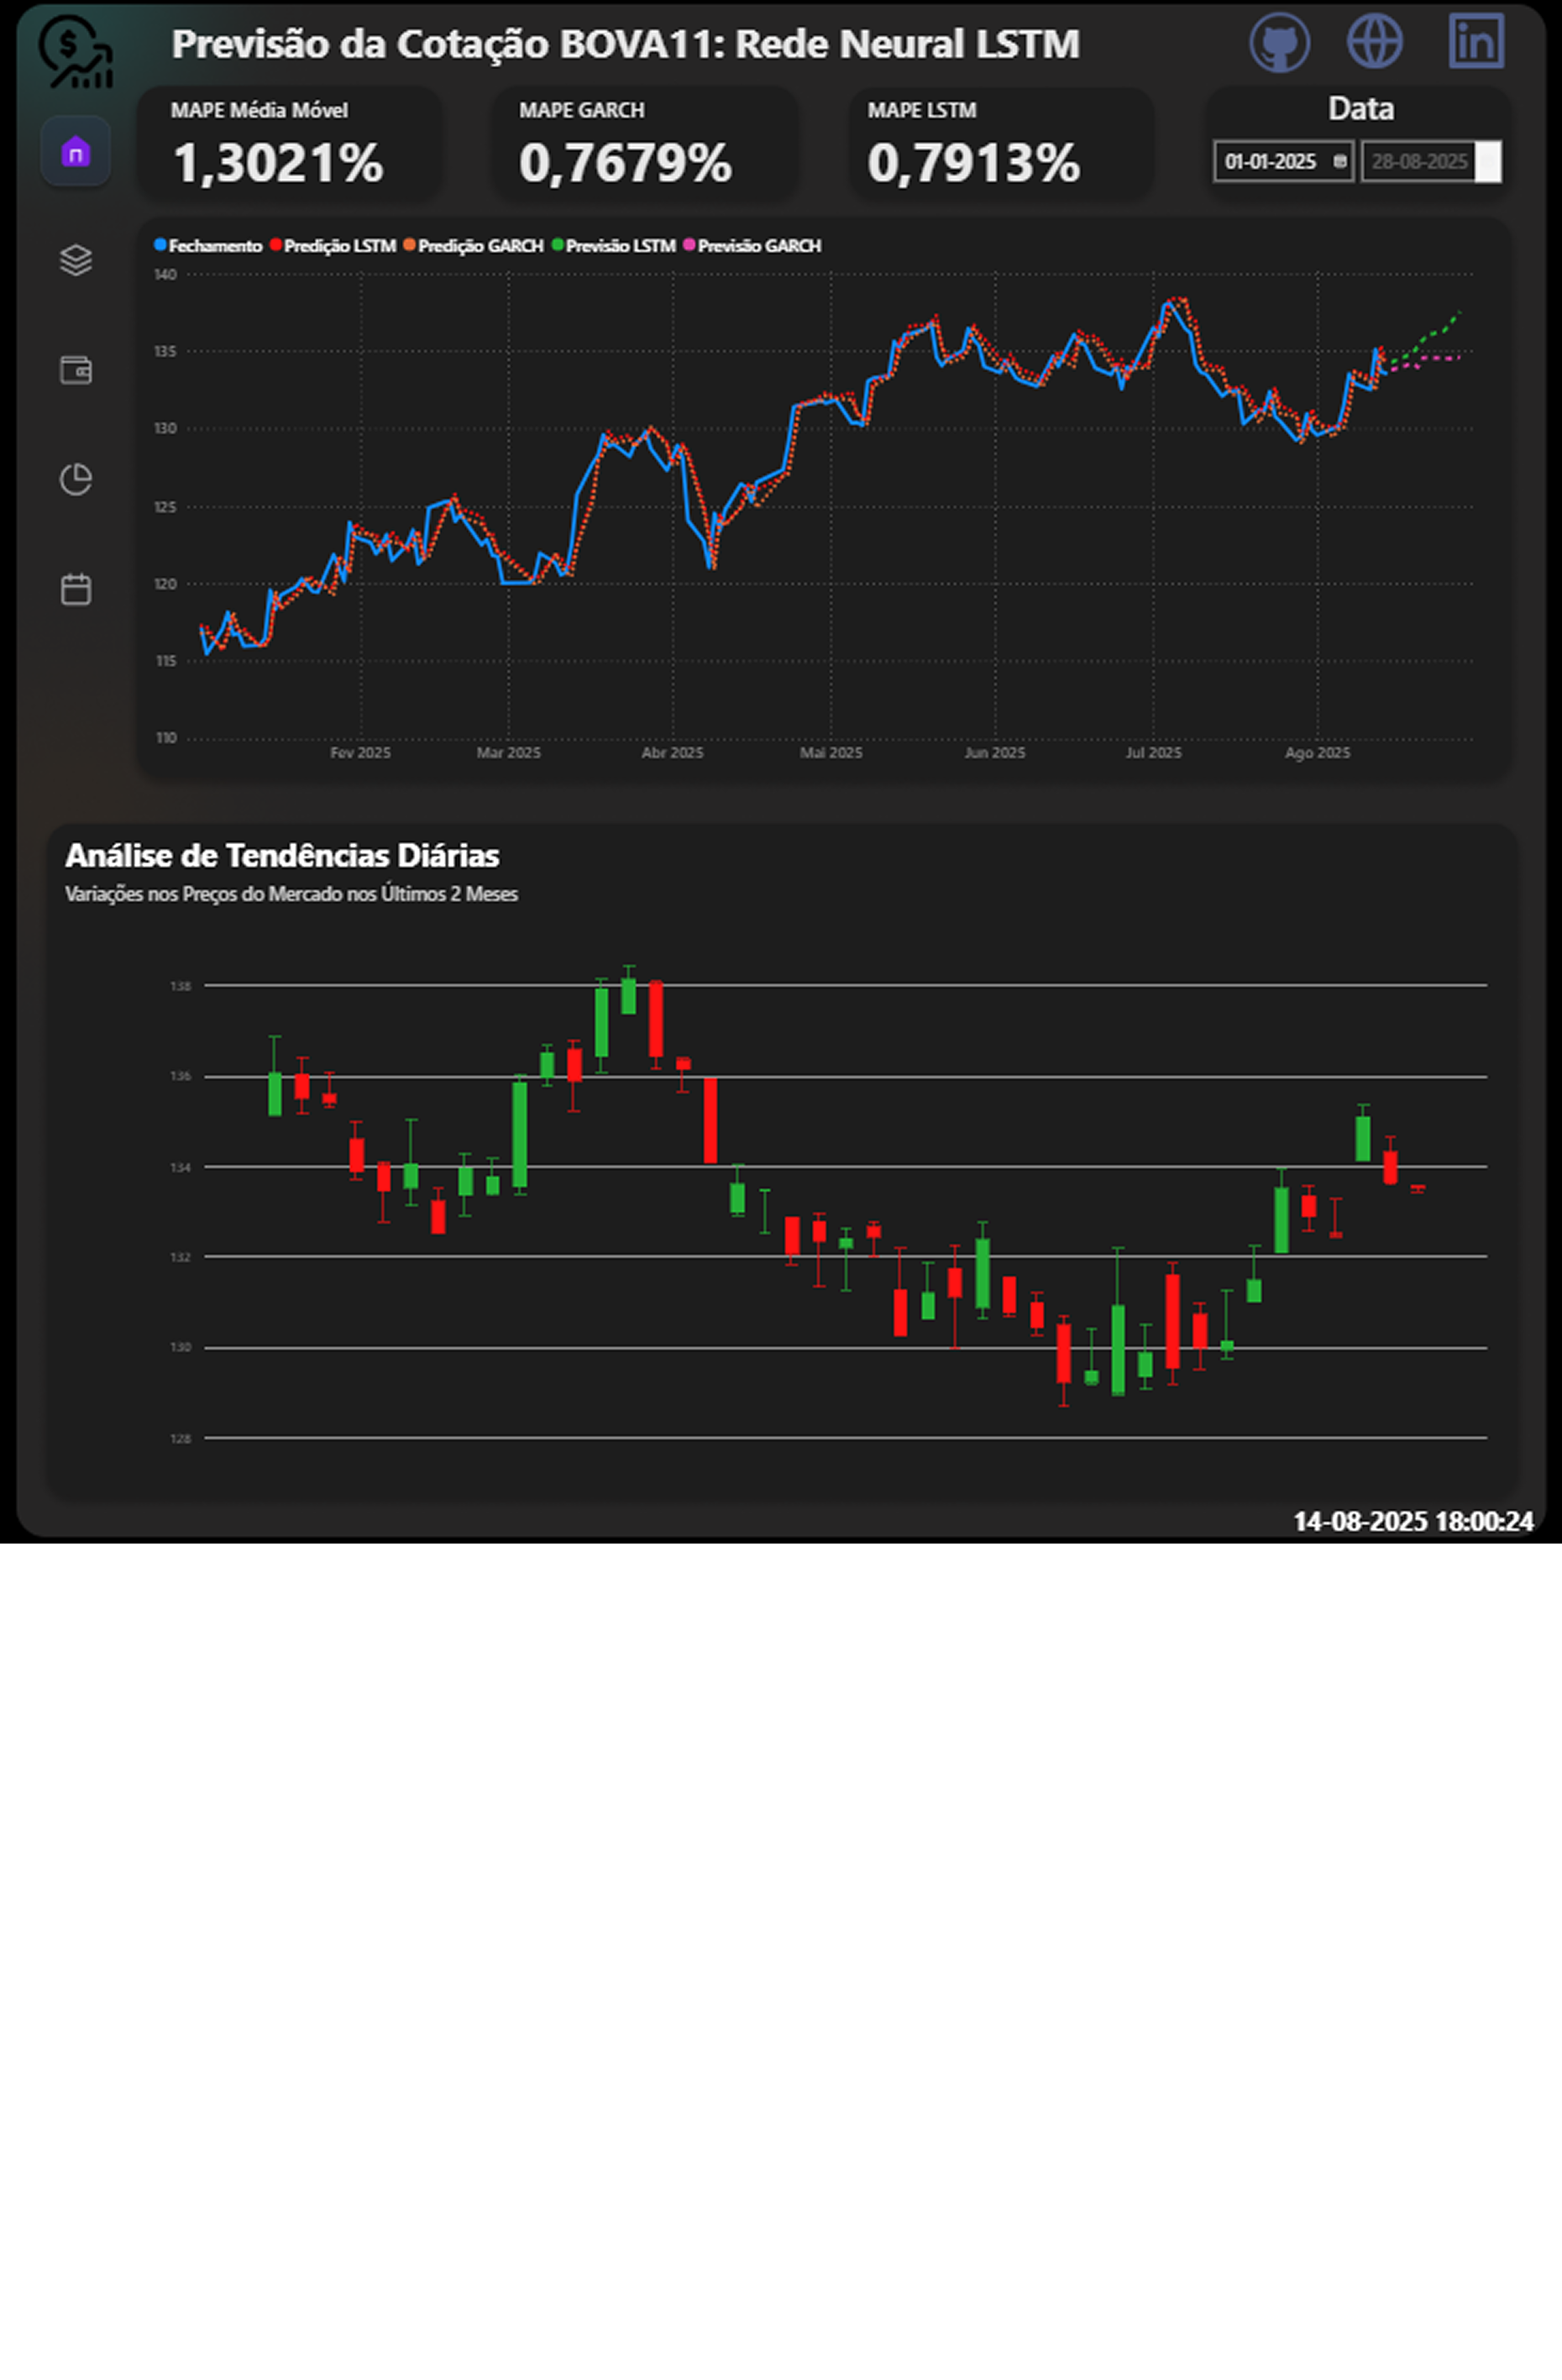 Previsão da Cotação BOVA11: Rede Neural LSTM
MAPE Média Móvel
1,3021%
MAPE GARCH
0,7679%
MAPE LSTM
0,7913%
Data
01-01-2025
28-08-2025
Fechamento Predição LSTM Predição GARCH Previsão LSTM Previsão GARCH
140
135
130
125
120
115
110
Fev 2025 Mar 2025 Abr 2025 Mai 2025 Jun 2025 Jul 2025 Ago 2025
Análise de Tendências Diárias
Variações nos Preços do Mercado nos Últimos 2 Meses
138
136
134
132
130
128
14-08-2025 18:00:24